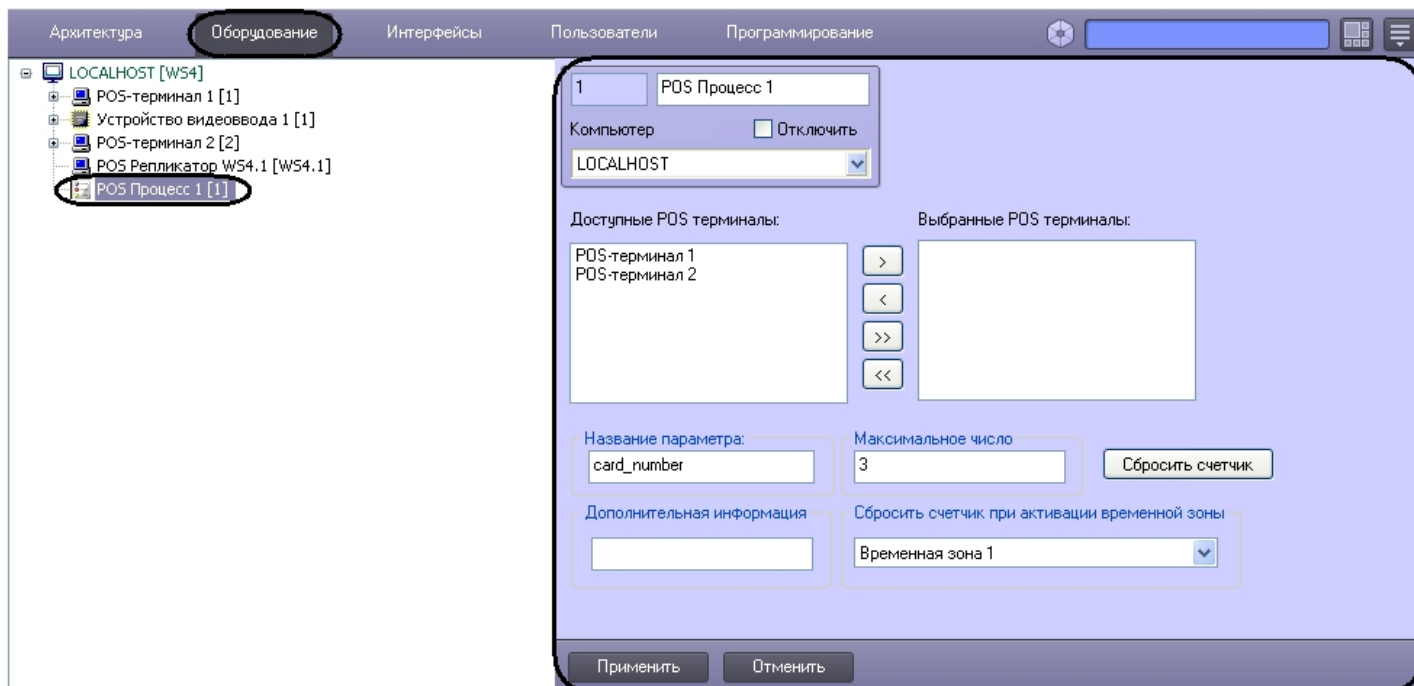 Архитектура Оборудование Интерфейсы Пользователи Программирование
LOCALHOST [WS4]
POS-терминал 1 [1]
Устройство видеоввода 1 [1]
POS-терминал 2 [2]
POS Репликатор WS4.1 [WS4.1]
POS Процесс 1 [1]
1 POS Процесс 1
Компьютер Отключить
LOCALHOST
Доступные POS терминалы: Выбранные POS терминалы:
POS-терминал 1
POS-терминал 2
>
<
>>
<<
Название параметра: Максимальное число
card_number 3 Сбросить счетчик
Дополнительная информация Сбросить счетчик при активации временной зоны
Временная зона 1
Применить Отменить